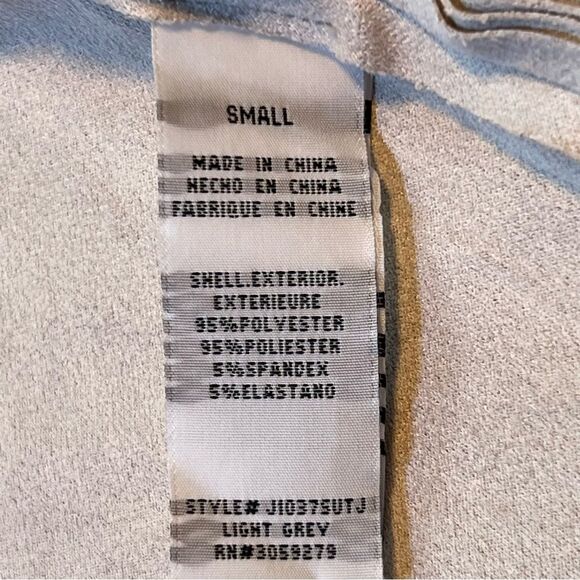 SMALL
MADE IN CHINA
HECHO EN CHINA
FABRIQUE EN CHINE
SHELL.EXTERIOR.
EXTERIEURE
95%POLYESTER
95%POLIESTER
5%SPANDEX
5%ELASTANO
STYLE# J1037SUTJ
LIGHT GREY
RN#3059279